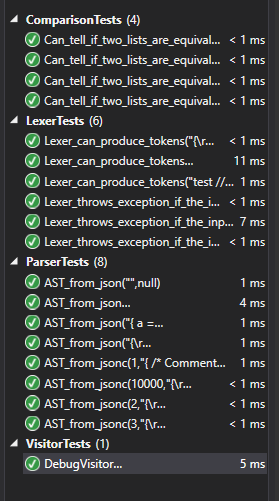 ComparisonTests (4)
Can_tell_if_two_lists_are_equival... < 1 ms
Can_tell_if_two_lists_are_equival... < 1 ms
Can_tell_if_two_lists_are_equival... < 1 ms
Can_tell_if_two_lists_are_equival... < 1 ms
LexerTests (6)
Lexer_can_produce_tokens("{\r... < 1 ms
Lexer_can_produce_tokens... 11 ms
Lexer_can_produce_tokens("test //... 1 ms
Lexer_throws_exception_if_the_i... < 1 ms
Lexer_throws_exception_if_the_inp... 7 ms
Lexer_throws_exception_if_the_i... < 1 ms
ParserTests (8)
AST_from_json("",null) 1 ms
AST_from_json... 4 ms
AST_from_json("{ a =... 1 ms
AST_from_json("{\r... 1 ms
AST_from_jsonc(1,"{ /* Comment... 1 ms
AST_from_jsonc(10000,"{\r... < 1 ms
AST_from_jsonc(2,"{\r... < 1 ms
AST_from_jsonc(3,"{\r... < 1 ms
VisitorTests (1)
DebugVisitor... 5 ms